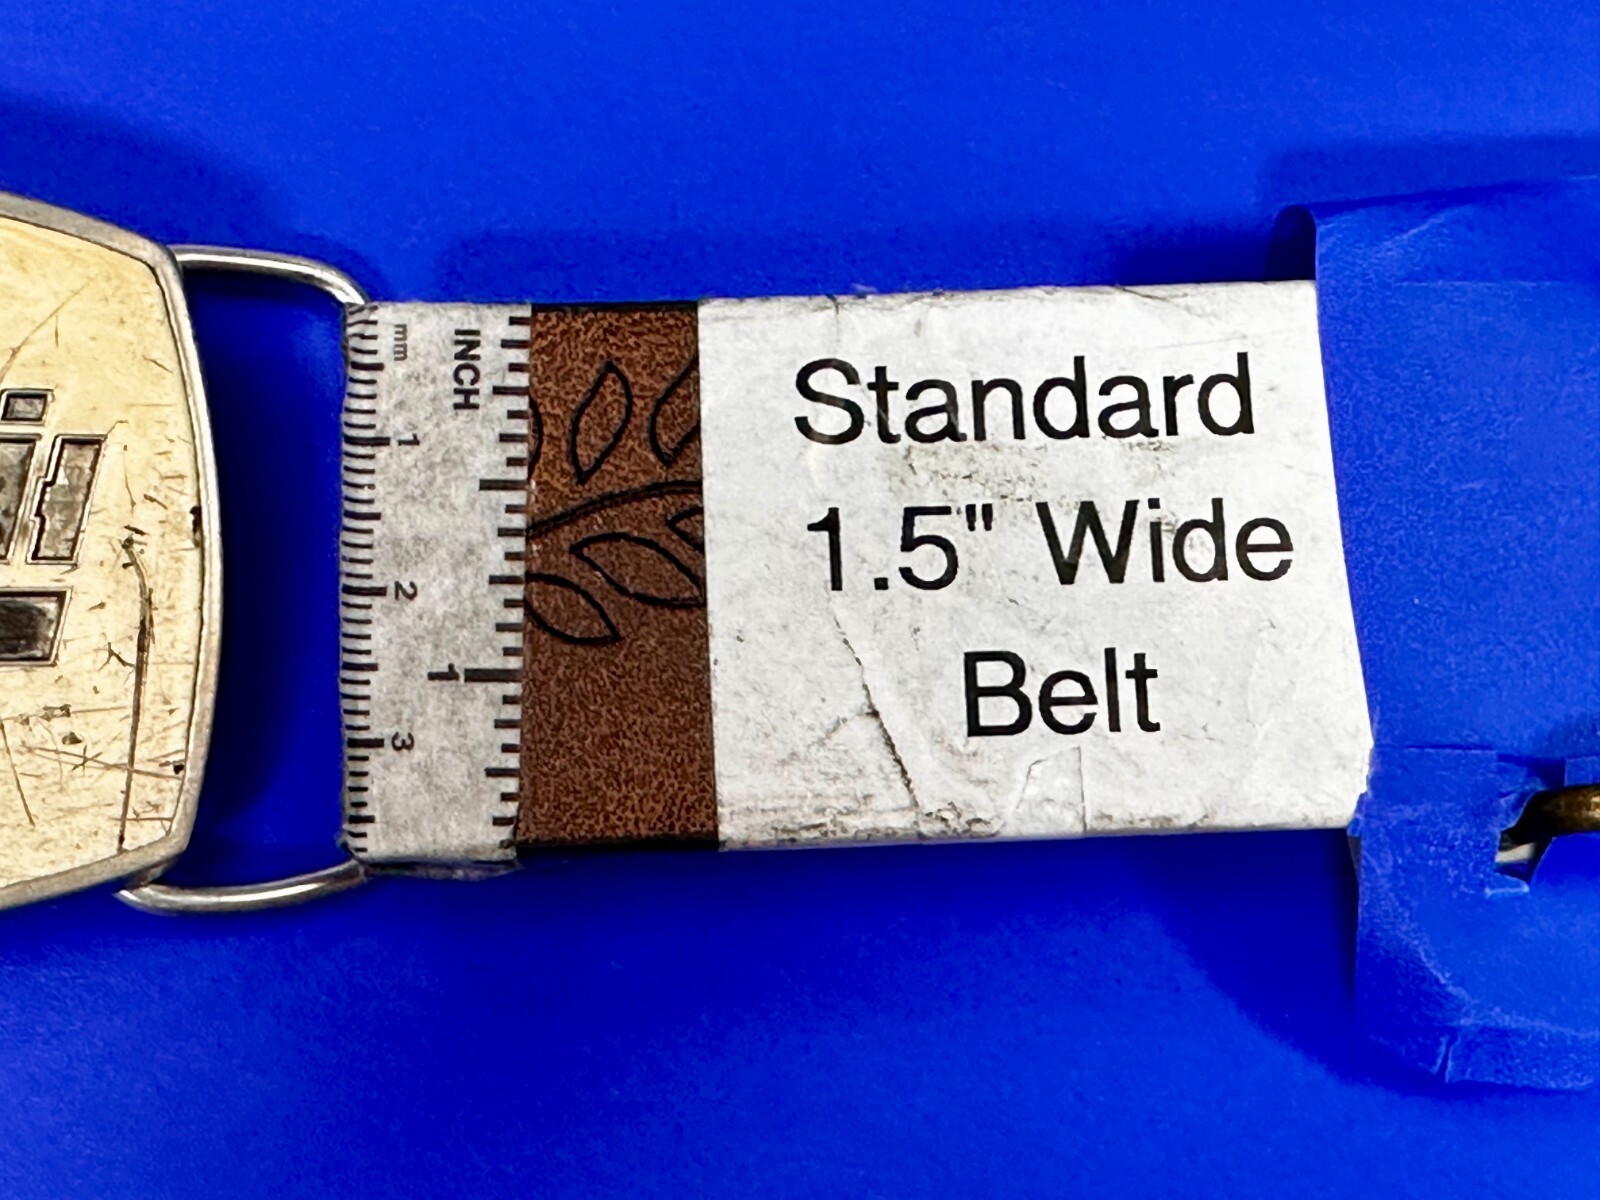 mm
INCH
1
2
1
3
Standard
1.5" Wide
Belt